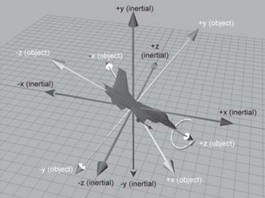 +y (inertial)
+y (object)
-z (object)
-x (object)
+z
(inertial)
-x (inertial)
+x (inertial)
+z (object)
-y (object)
-z (inertial)
-y (inertial)
+x (object)